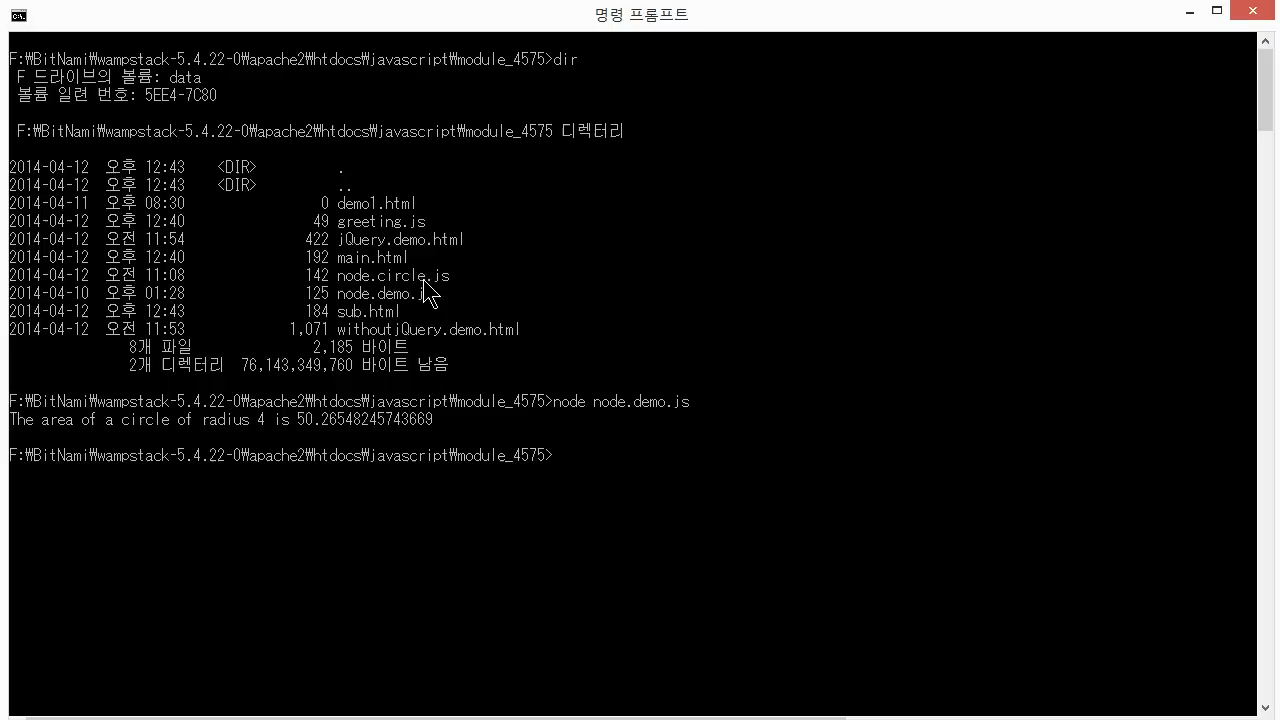 명령 프롬프트
F:₩BitNami₩wampstack-5.4.22-0₩apache2₩htdocs₩javascript₩module_4575>dir
F 드라이브의 볼륨: data
볼륨 일련 번호: 5EE4-7C80
F:₩BitNami₩wampstack-5.4.22-0₩apache2₩htdocs₩javascript₩module_4575 디렉터리
2014-04-12 오후 12:43 <DIR> .
2014-04-12 오후 12:43 <DIR> ..
2014-04-11 오후 08:30 0 demo1.html
2014-04-12 오후 12:40 49 greeting.js
2014-04-12 오전 11:54 422 jQuery.demo.html
2014-04-12 오후 12:40 192 main.html
2014-04-12 오전 11:08 142 node.circle.js
2014-04-10 오후 01:28 125 node.demo.j
2014-04-12 오후 12:43 184 sub.html
2014-04-12 오전 11:53 1,071 withoutjQuery.demo.html
8개 파일 2,185 바이트
2개 디렉터리 76,143,349,760 바이트 남음
F:₩BitNami₩wampstack-5.4.22-0₩apache2₩htdocs₩javascript₩module_4575>node node.demo.js
The area of a circle of radius 4 is 50.26548245743669
F:₩BitNami₩wampstack-5.4.22-0₩apache2₩htdocs₩javascript₩module_4575>